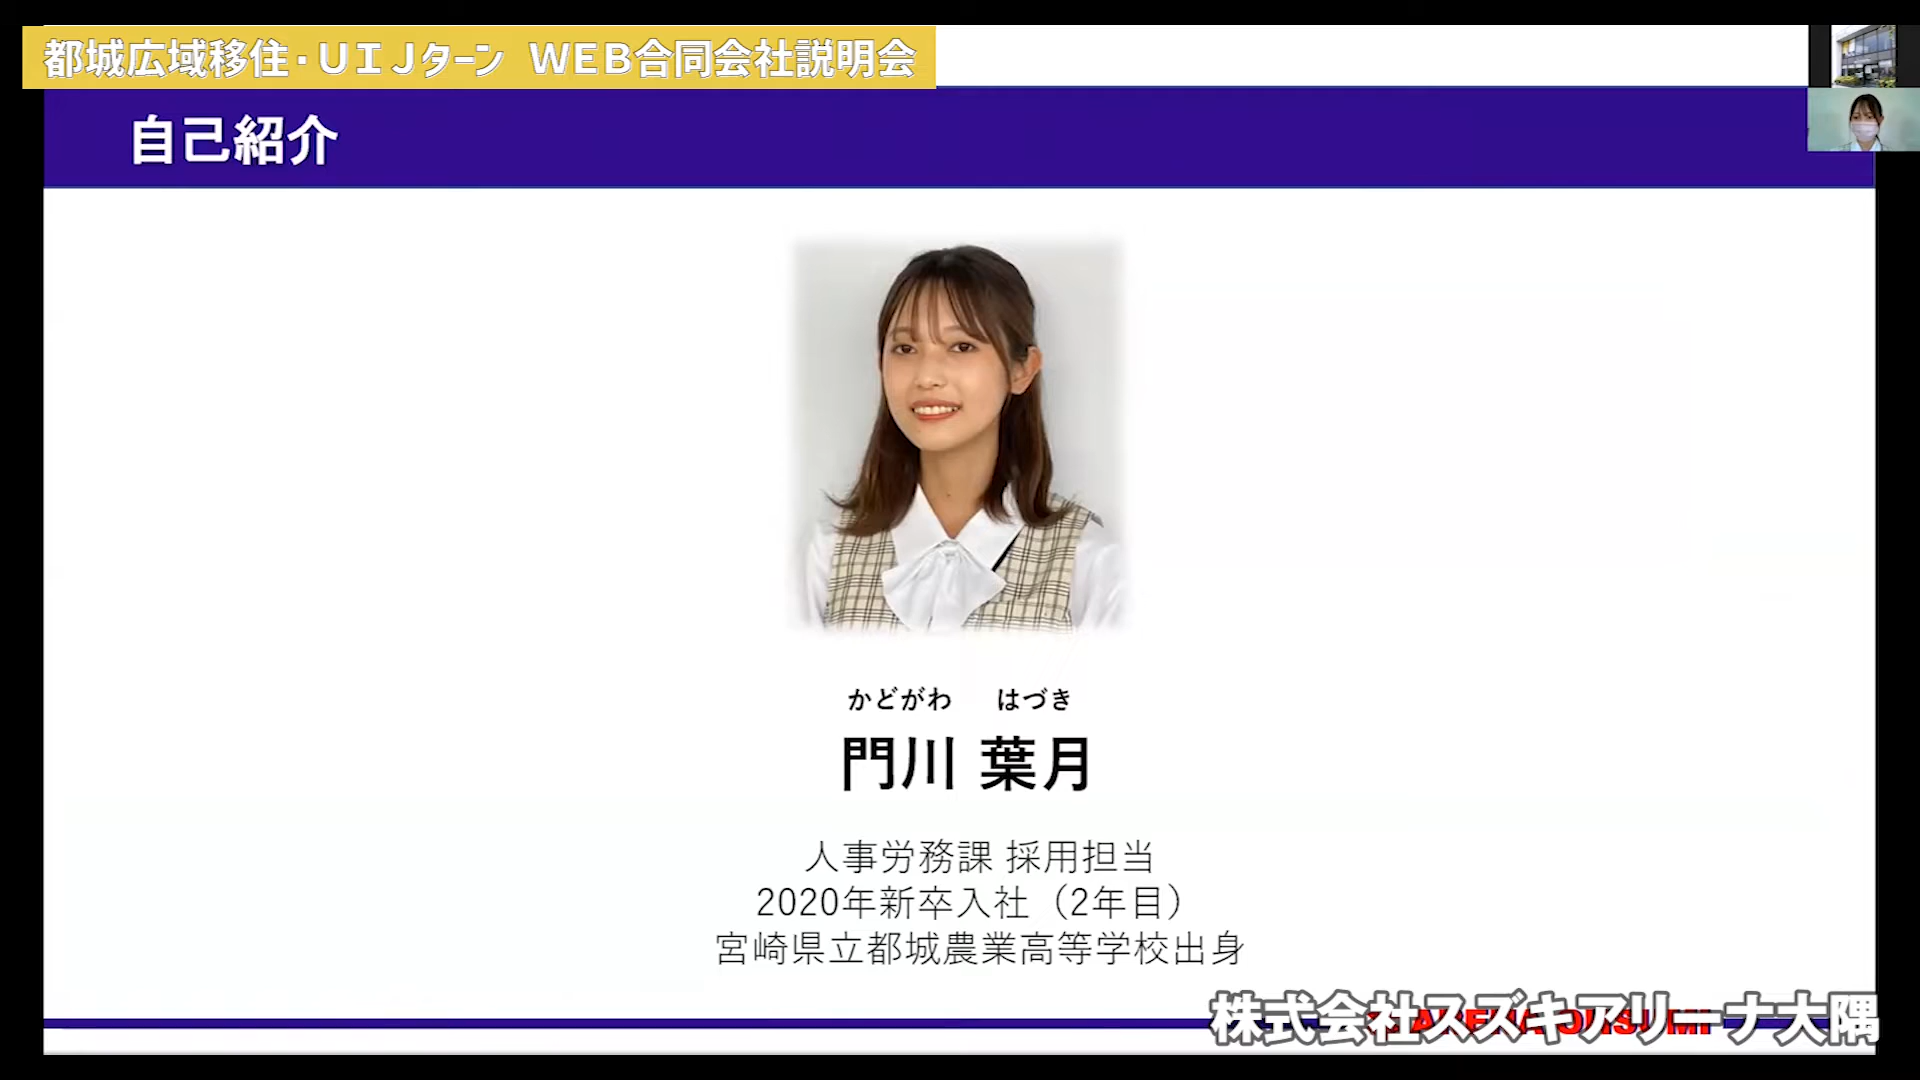 都城広域移住・ＵＩＪﾀｰﾝ　ＷＥＢ合同会社説明会
自己紹介
かどがわ　はづき
門川 葉月
人事労務課 採用担当
2020年新卒入社（2年目）
宮崎県立都城農業高等学校出身
株式会社スズキアリーナ大隅